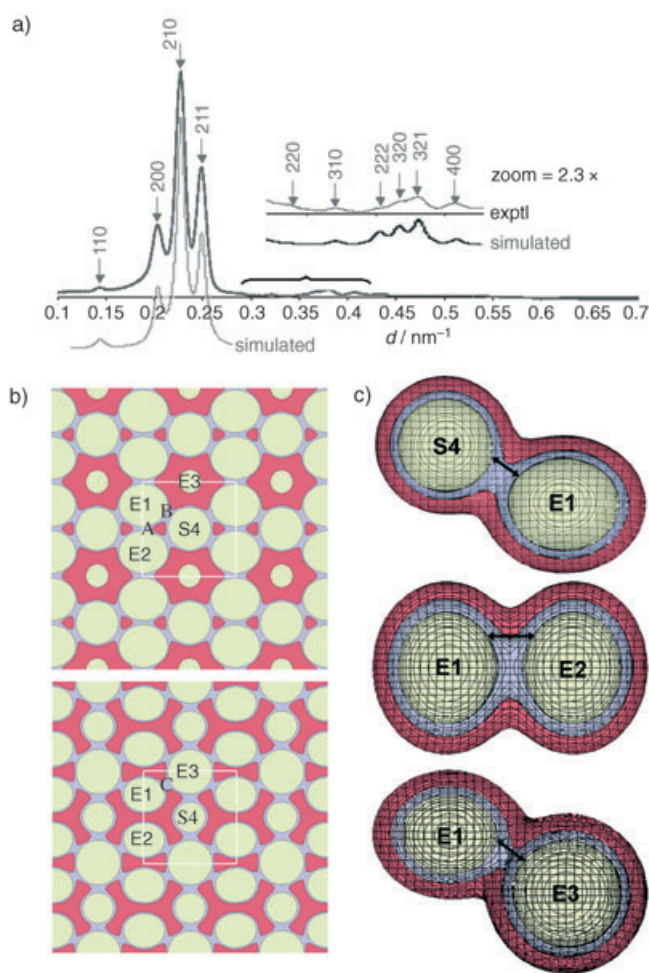 a)
210
211
200
110
220
310
222
320
321
400
zoom = 2.3 ×
exptl
simulated
0.1 0.15 0.2 0.25 0.3 0.35 0.4 0.45 0.5 0.55 0.6 0.65 0.7
d / nm⁻¹
simulated
b)
E3
E1 B
A S4
E2
E3
E1 C
S4
E2
c)
S4
E1
E1 E2
E1
E3